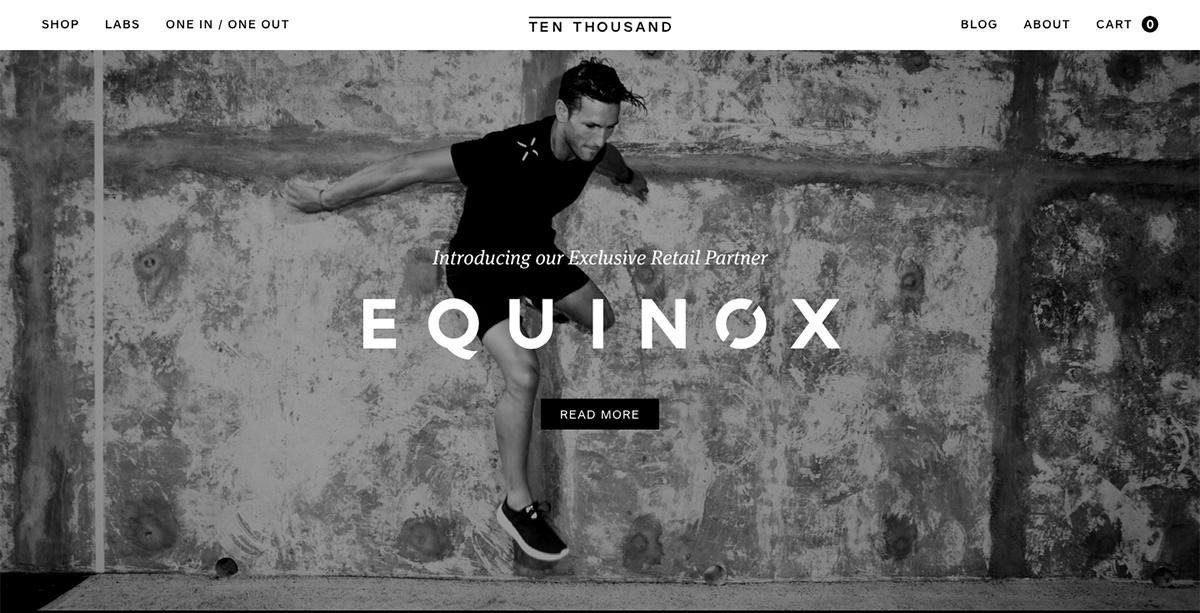 SHOP
LABS
ONE IN / ONE OUT
TEN THOUSAND
BLOG
ABOUT
CART 0
Introducing our Exclusive Retail Partner
EQUINOX
READ MORE